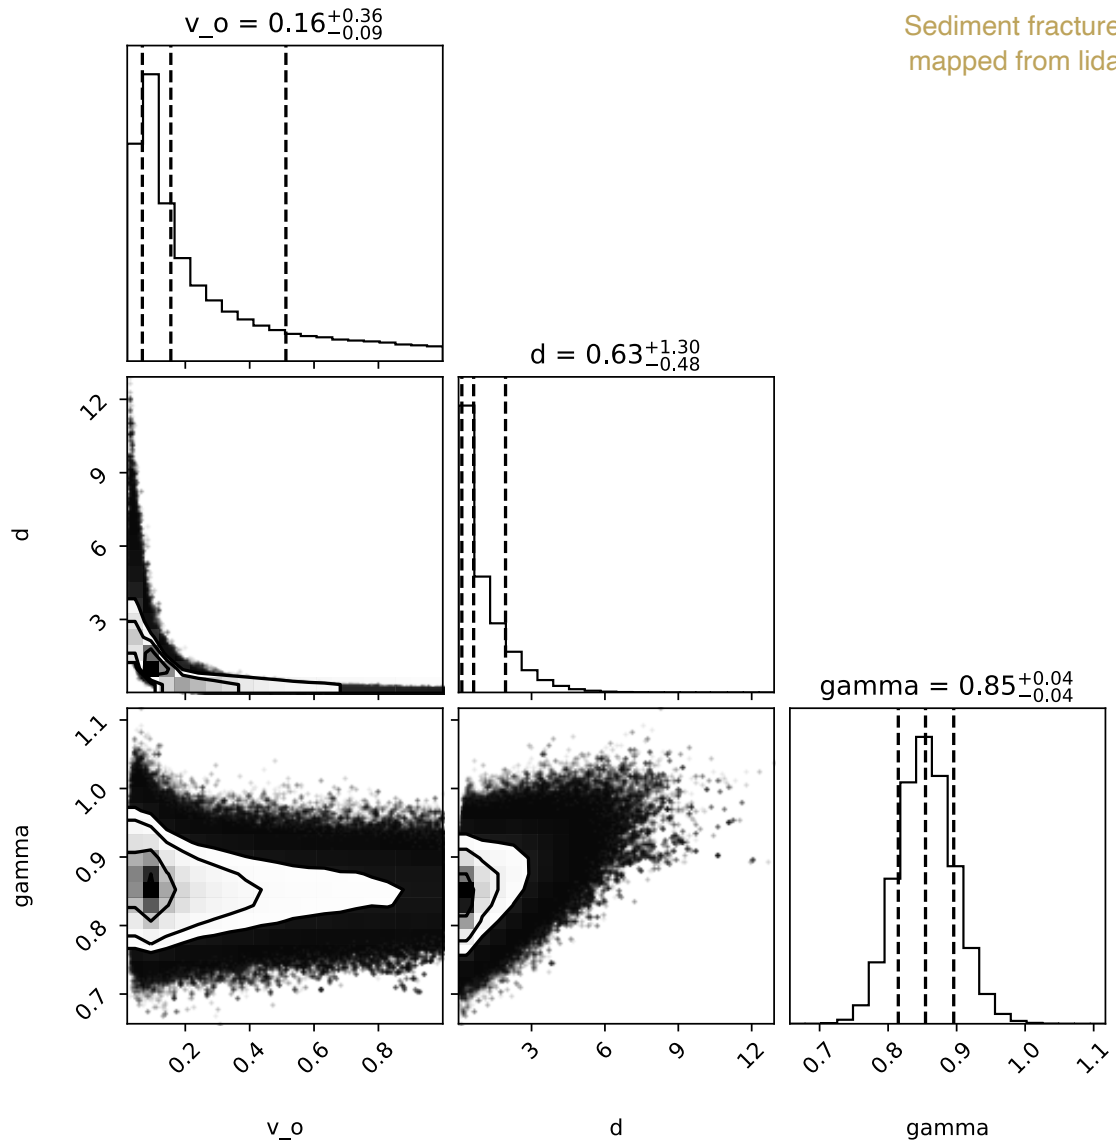 v_o = 0.16+0.36−0.09
Sediment fracture
mapped from lida
d = 0.63+1.30−0.48
12
9
6
3
d
gamma = 0.85+0.04−0.04
1.1
1.0
0.9
0.8
0.7
gamma
0.2
0.4
0.6
0.8
3
6
9
12
0.7
0.8
0.9
1.0
1.1
v_o
d
gamma